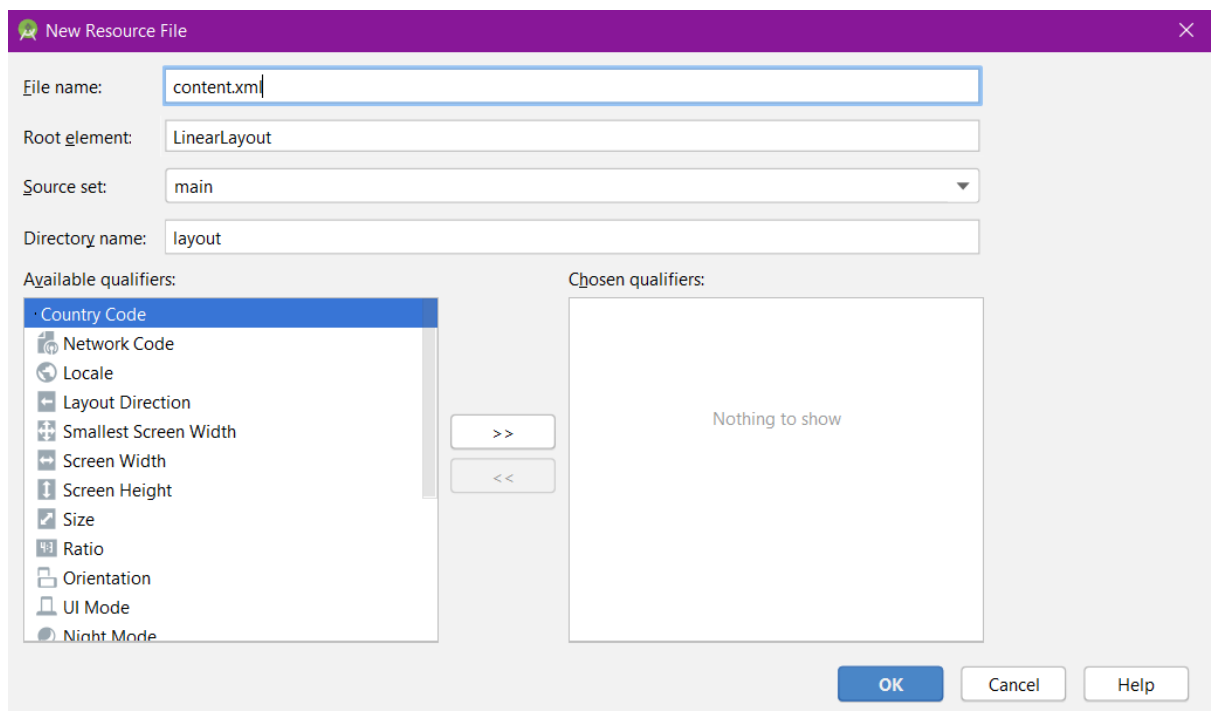 New Resource File
File name: content.xml
Root element: LinearLayout
Source set: main
Directory name: layout
Available qualifiers:
Chosen qualifiers:
Country Code
Network Code
Locale
Layout Direction
Smallest Screen Width
Screen Width
Screen Height
Size
4:3 Ratio
Orientation
UI Mode
Night Mode
>>
<<
Nothing to show
OK Cancel Help